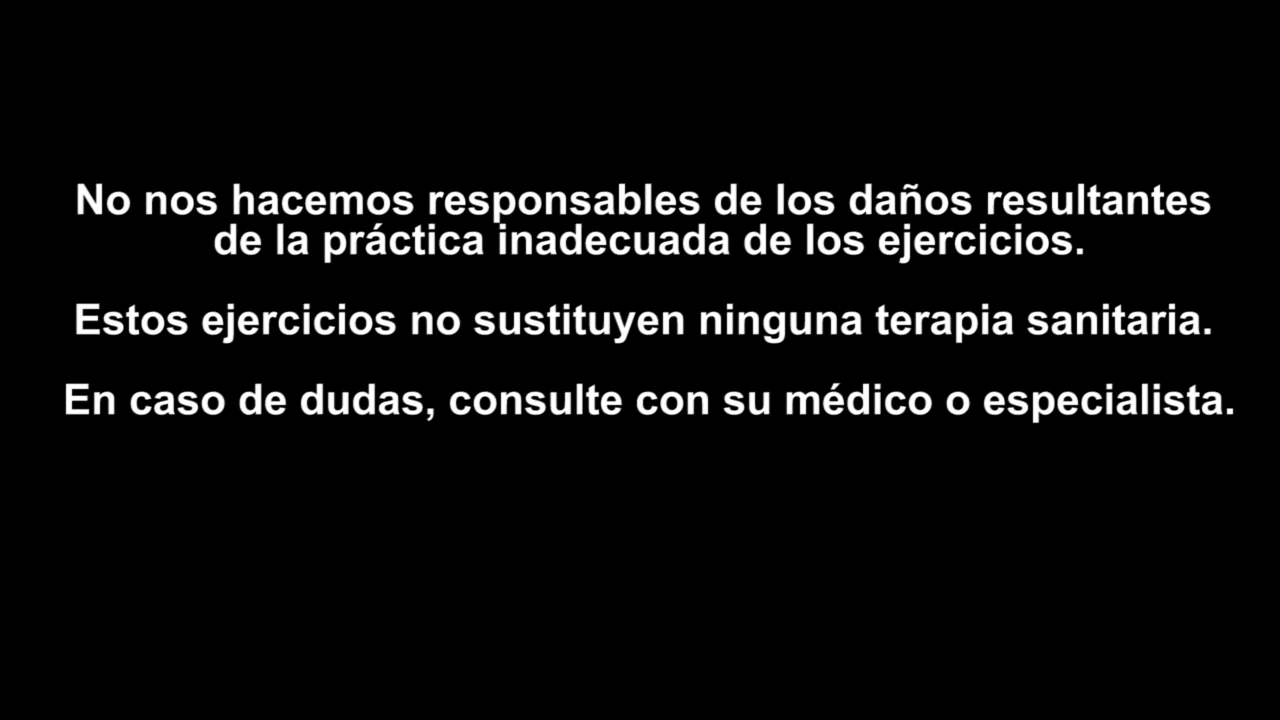 No nos hacemos responsables de los daños resultantes
de la práctica inadecuada de los ejercicios.
Estos ejercicios no sustituyen ninguna terapia sanitaria.
En caso de dudas, consulte con su médico o especialista.